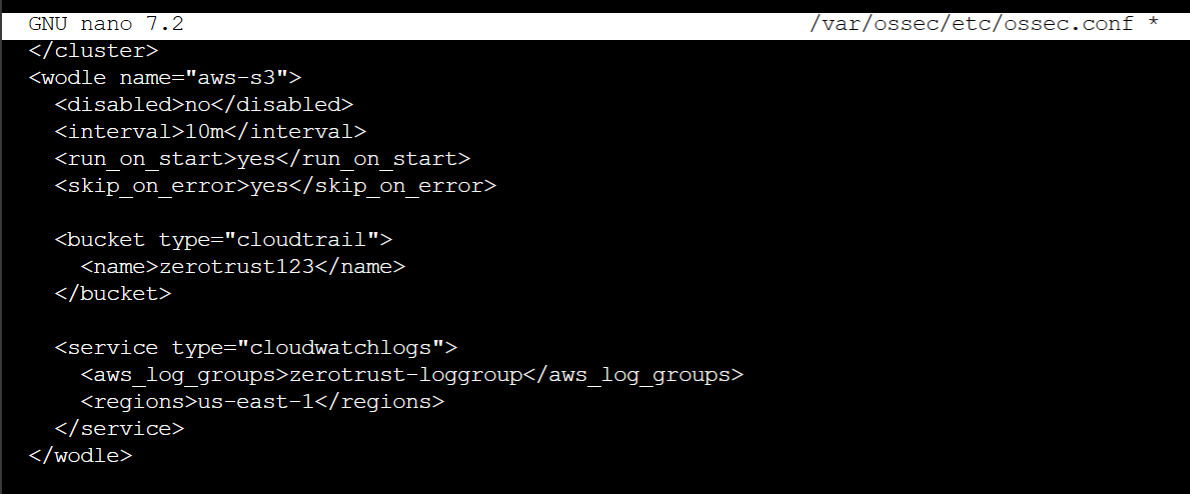 GNU nano 7.2 /var/ossec/etc/ossec.conf *
</cluster>
<wodle name="aws-s3">
  <disabled>no</disabled>
  <interval>10m</interval>
  <run_on_start>yes</run_on_start>
  <skip_on_error>yes</skip_on_error>

  <bucket type="cloudtrail">
    <name>zerotrust123</name>
  </bucket>

  <service type="cloudwatchlogs">
    <aws_log_groups>zerotrust-loggroup</aws_log_groups>
    <regions>us-east-1</regions>
  </service>
</wodle>